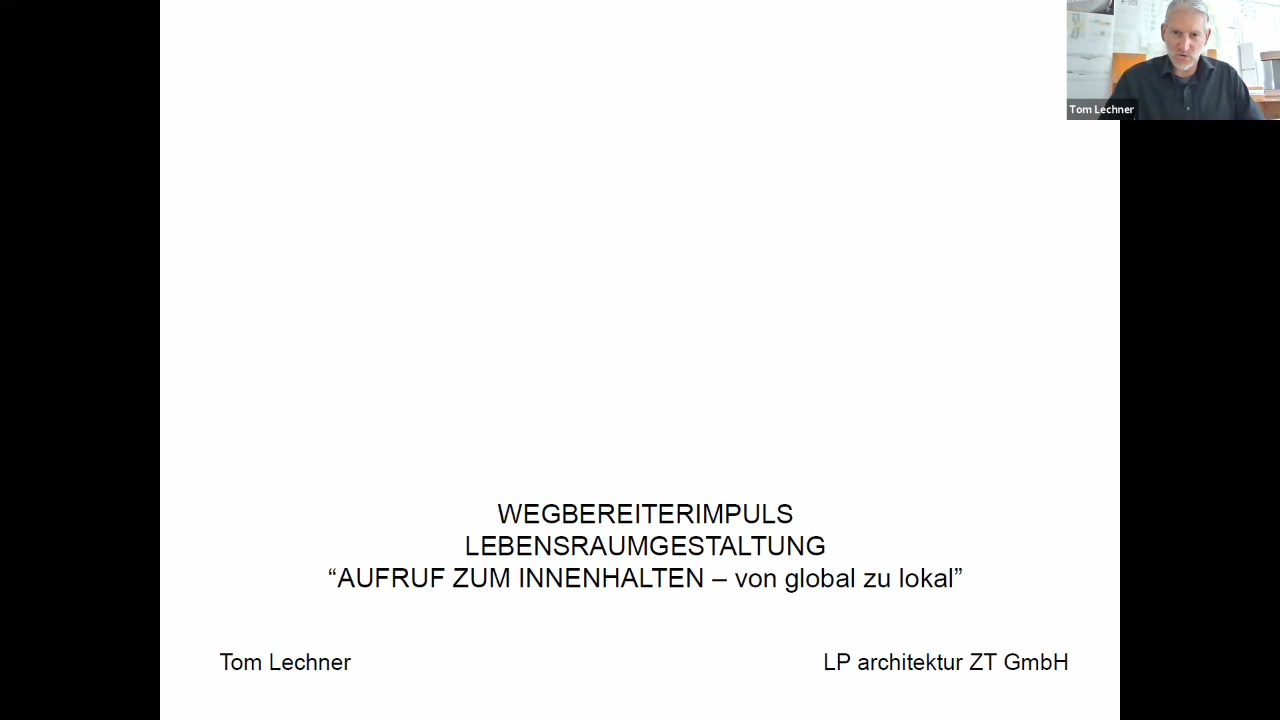 Tom Lechner
WEGBEREITERIMPULS
LEBENSRAUMGESTALTUNG
“AUFRUF ZUM INNENHALTEN – von global zu lokal”
Tom Lechner
LP architektur ZT GmbH